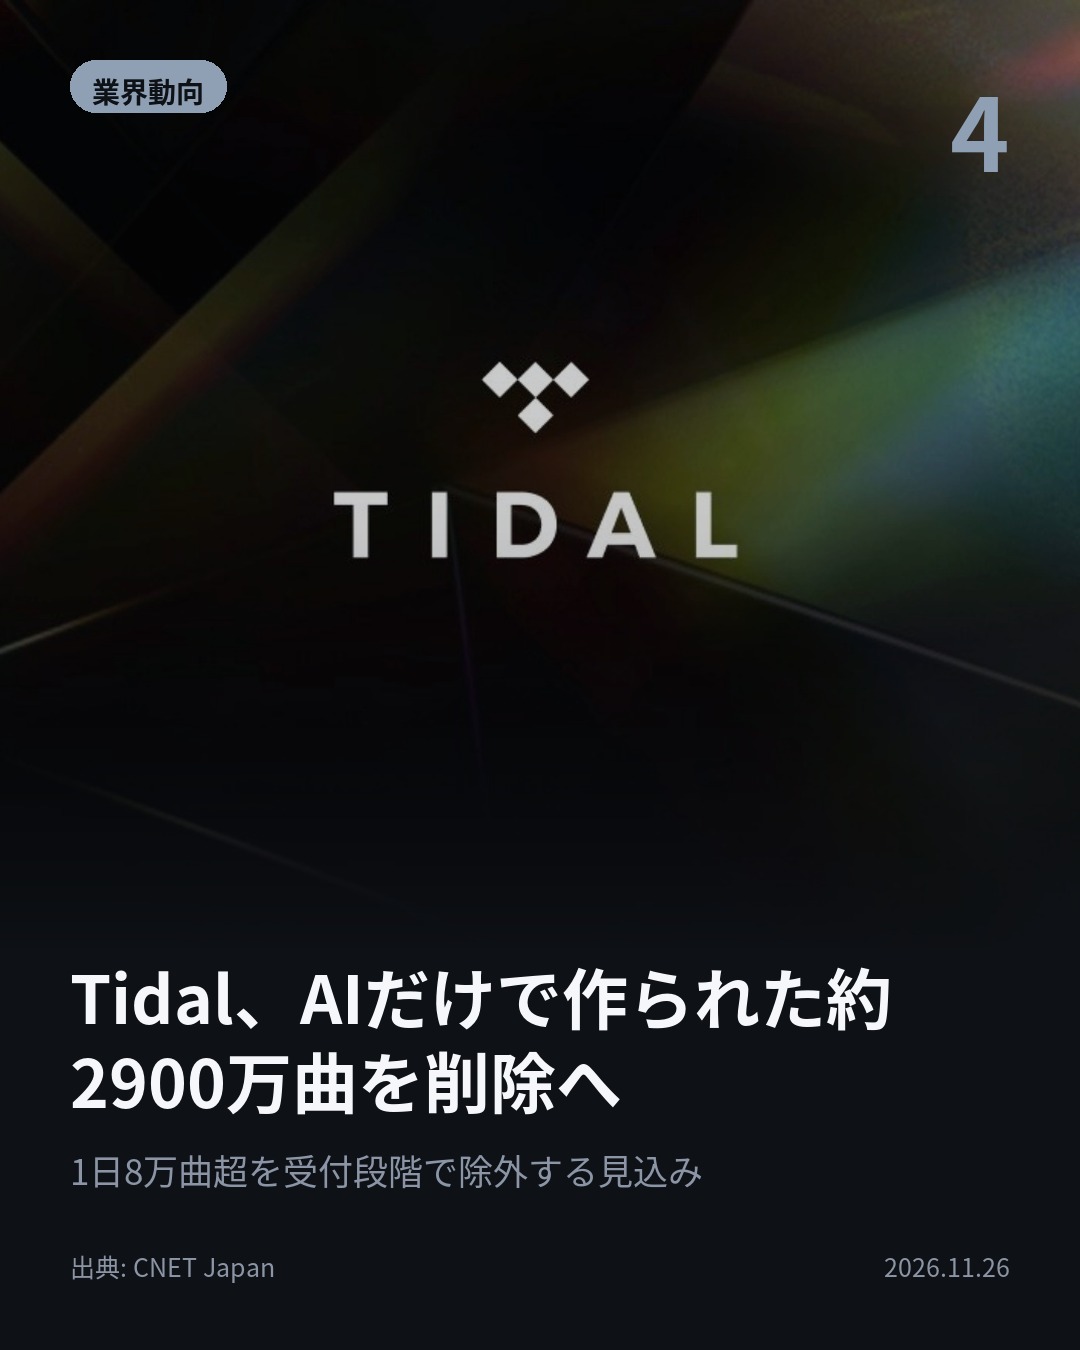 業界動向
4
TIDAL
Tidal、AIだけで作られた約
2900万曲を削除へ
1日8万曲超を受付段階で除外する見込み
出典: CNET Japan
2026.11.26